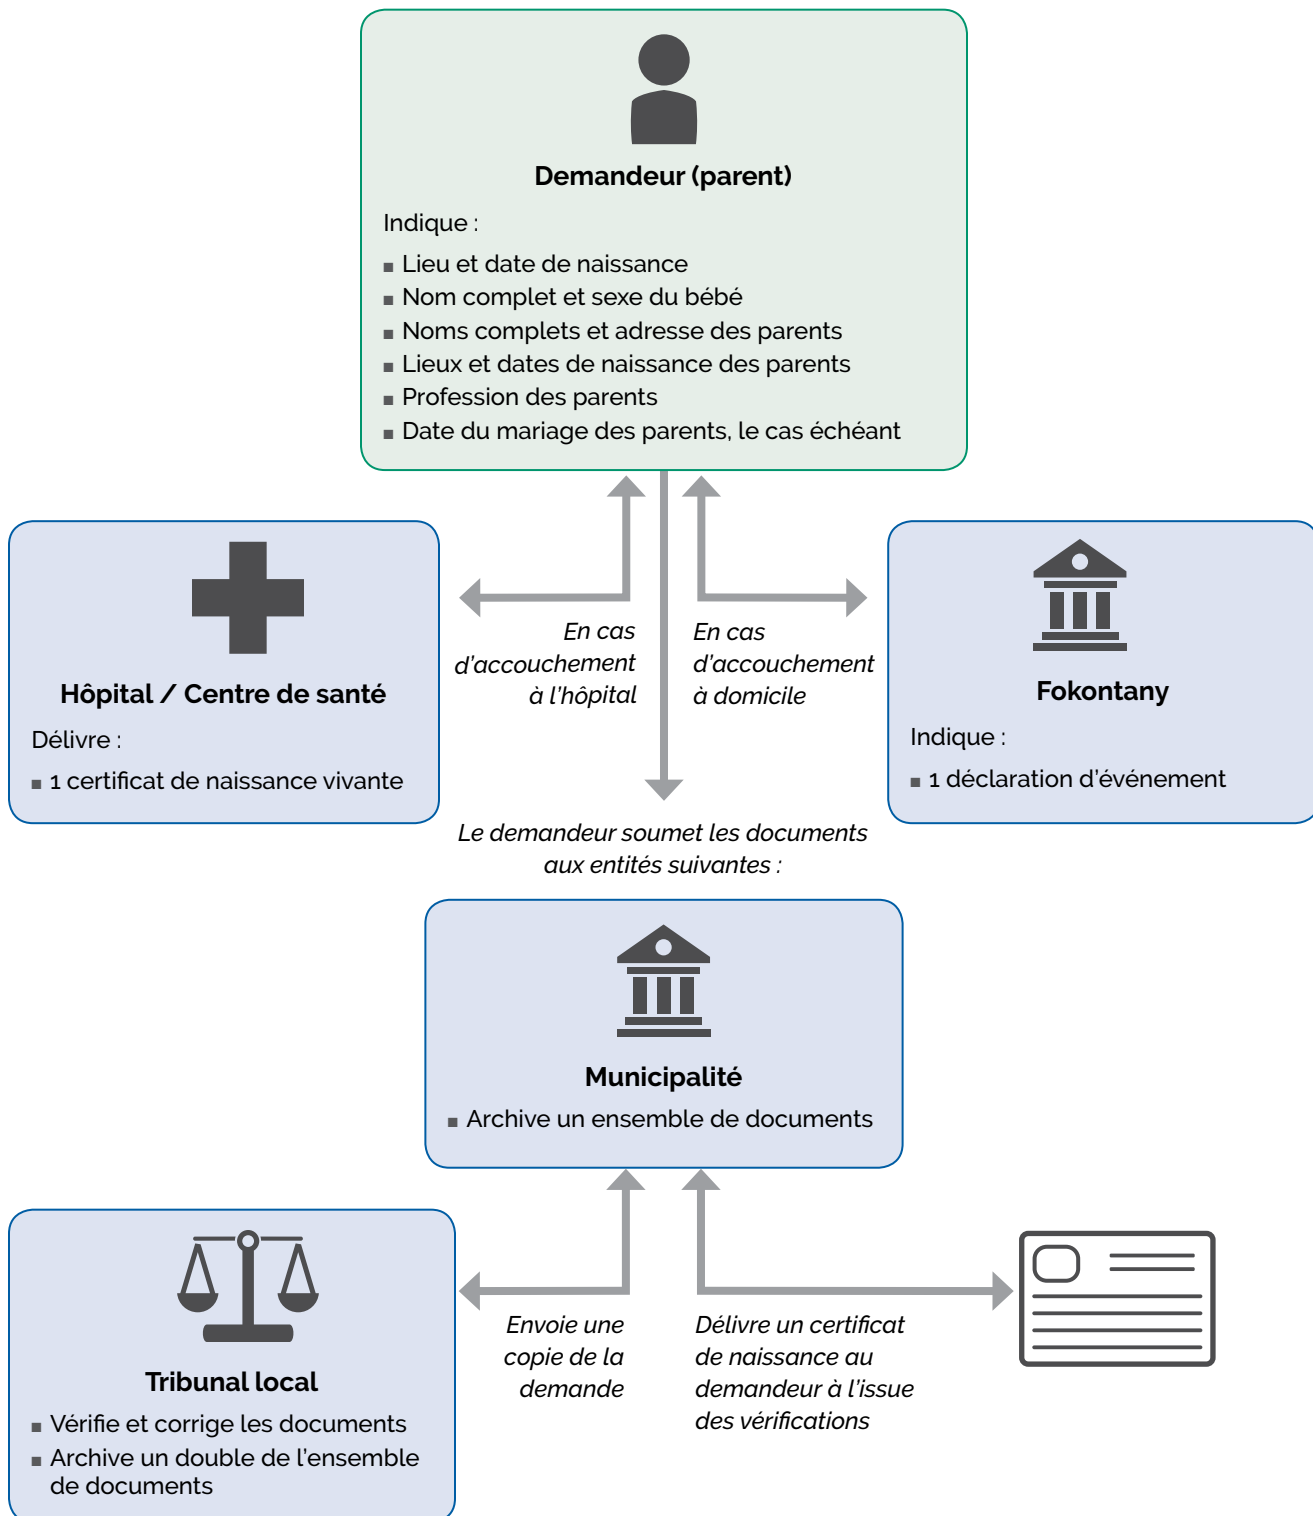 Demandeur (parent)
Indique :
▪ Lieu et date de naissance
▪ Nom complet et sexe du bébé
▪ Noms complets et adresse des parents
▪ Lieux et dates de naissance des parents
▪ Profession des parents
▪ Date du mariage des parents, le cas échéant
Hôpital / Centre de santé
Délivre :
▪ 1 certificat de naissance vivante
En cas
d’accouchement
à l’hôpital
En cas
d’accouchement
à domicile
Fokontany
Indique :
▪ 1 déclaration d’événement
Le demandeur soumet les documents
aux entités suivantes :
Municipalité
▪ Archive un ensemble de documents
Tribunal local
▪ Vérifie et corrige les documents
▪ Archive un double de l’ensemble
de documents
Envoie une
copie de la
demande
Délivre un certificat
de naissance au
demandeur à l’issue
des vérifications